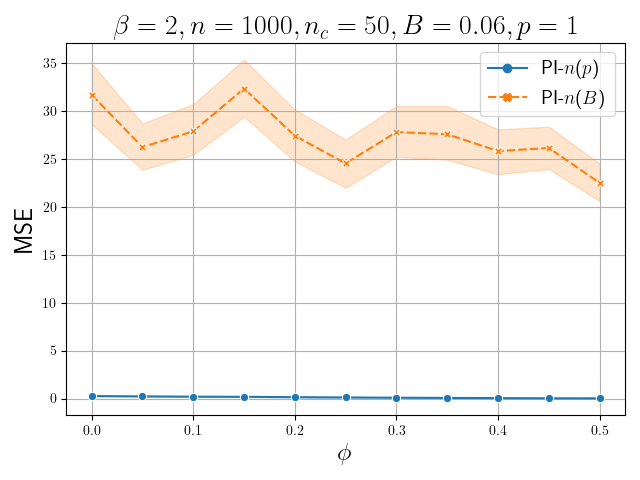 β = 2, n = 1000, n_c = 50, B = 0.06, p = 1
PI-n(p)
PI-n(B)
MSE
35
30
25
20
15
10
5
0
0.0 0.1 0.2 0.3 0.4 0.5
ϕ